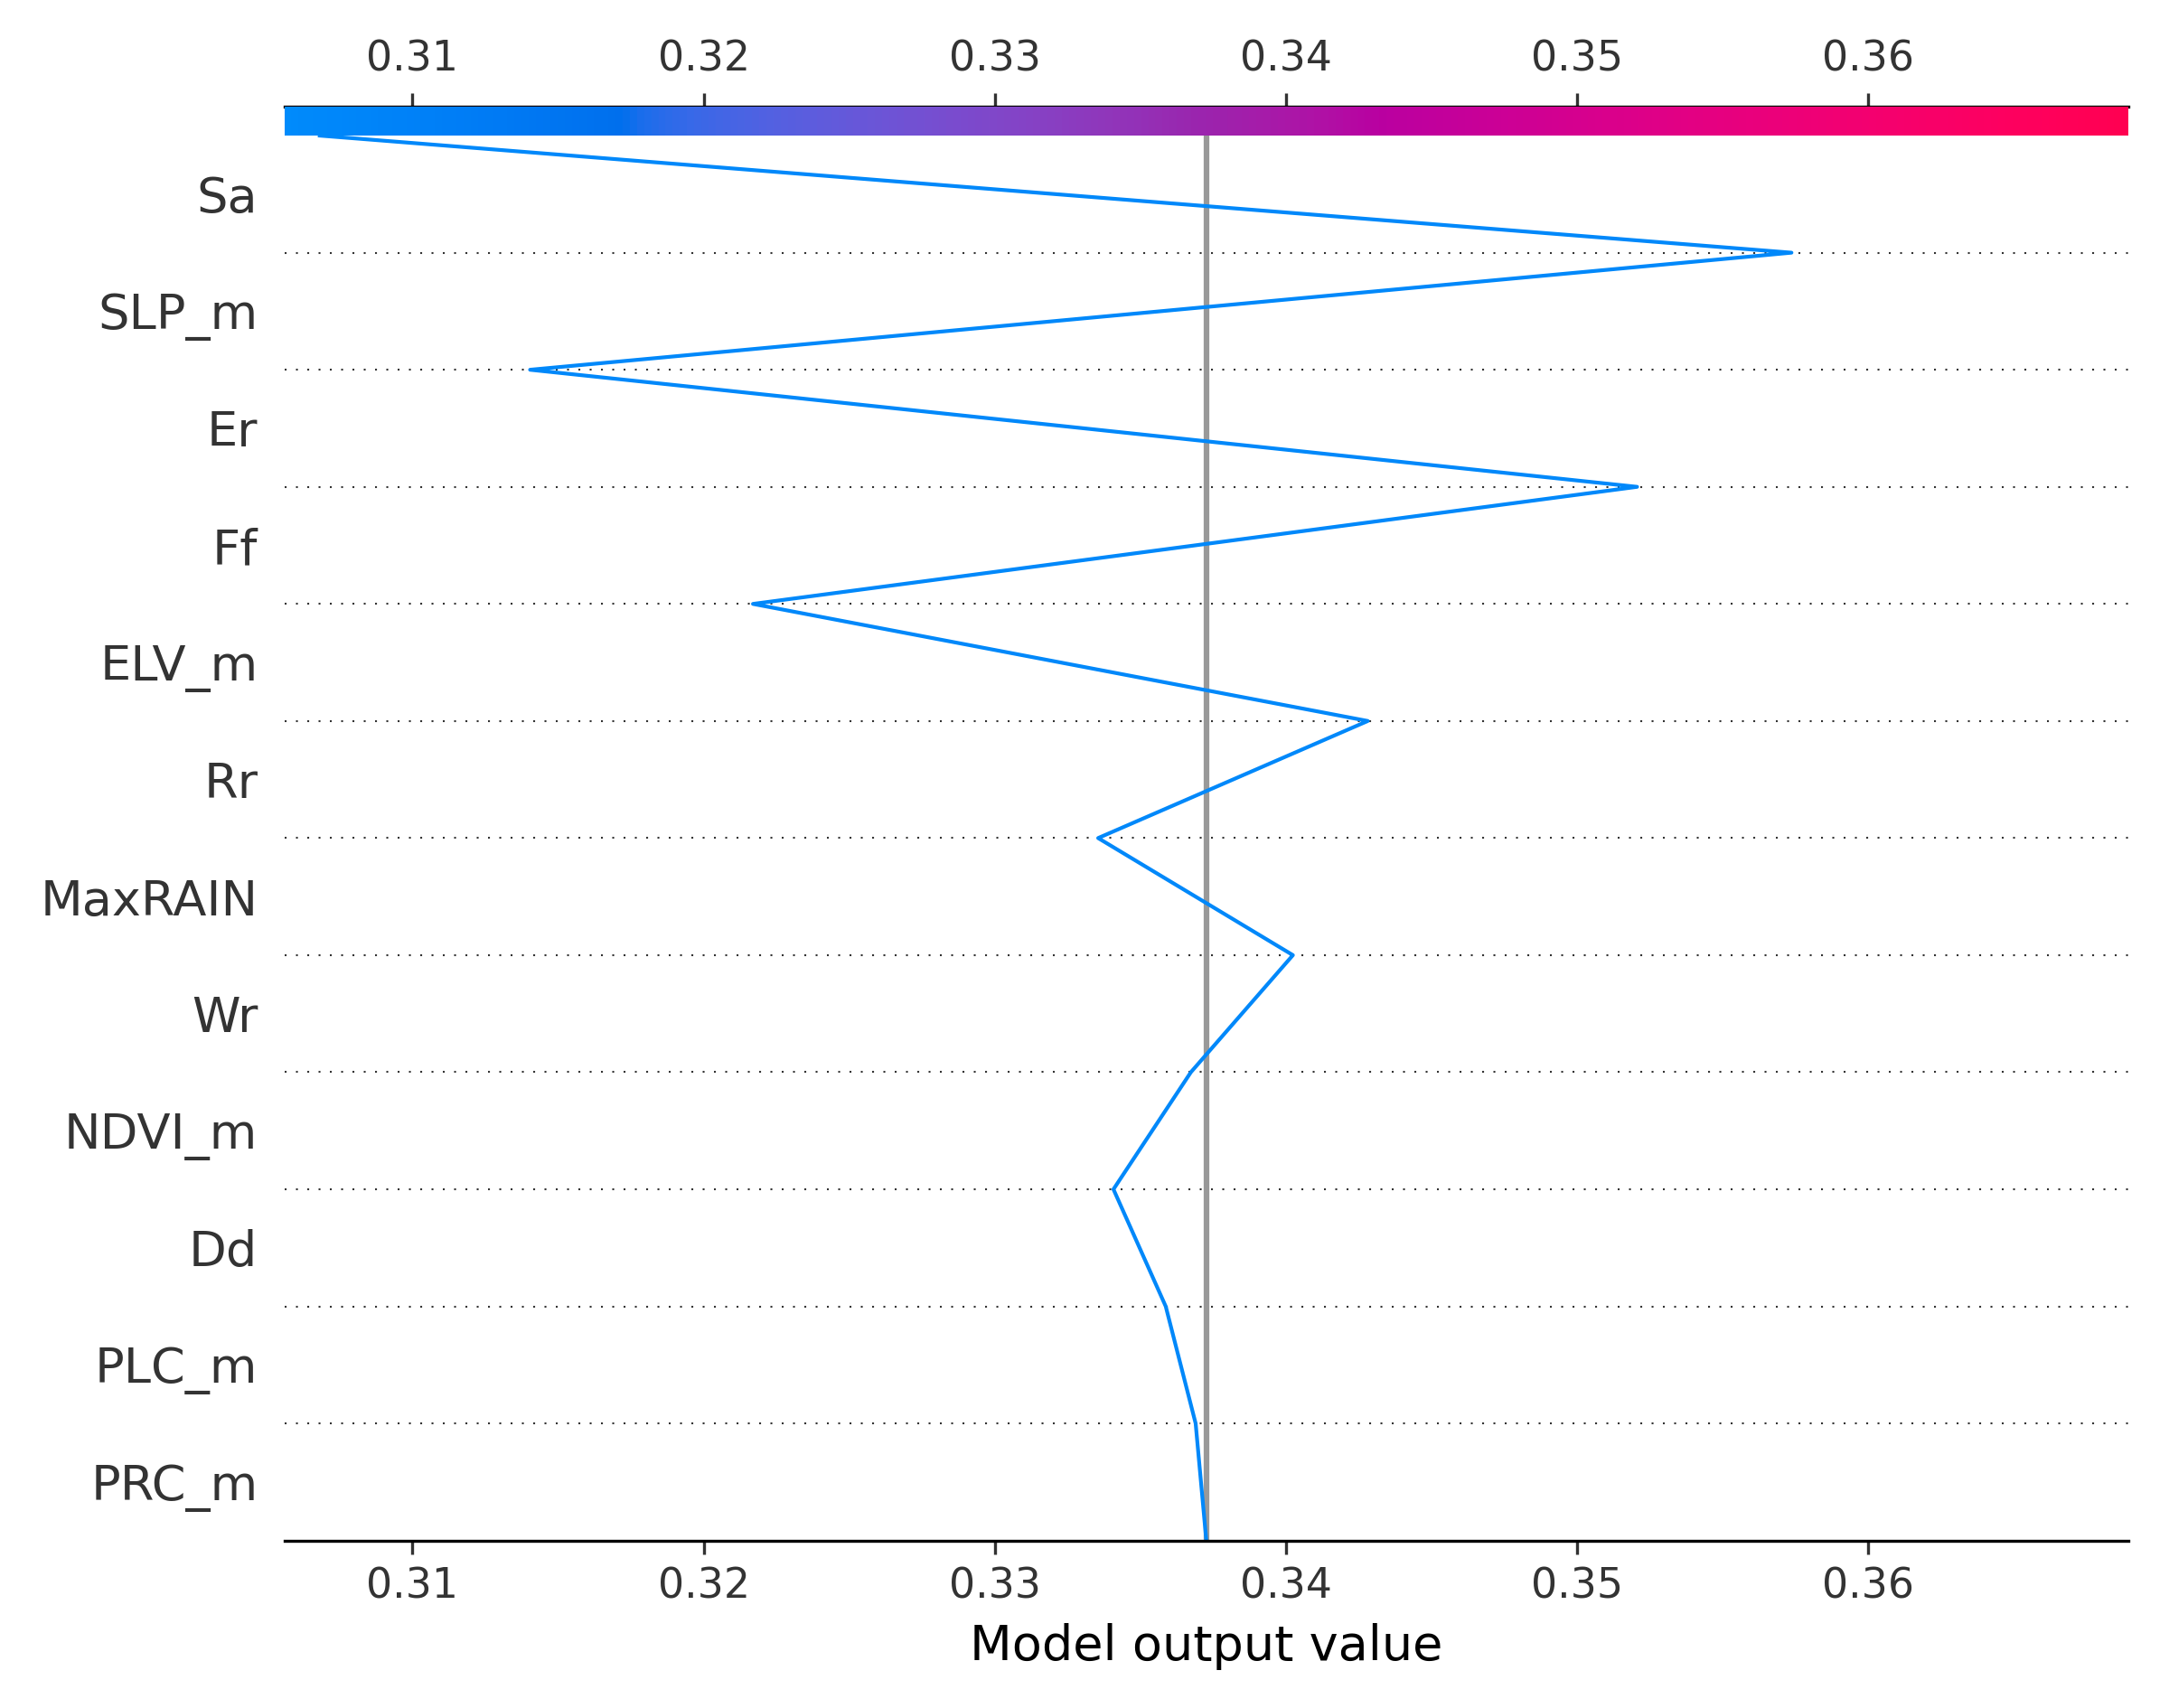 0.31 0.32 0.33 0.34 0.35 0.36
Sa
SLP_m
Er
Ff
ELV_m
Rr
MaxRAIN
Wr
NDVI_m
Dd
PLC_m
PRC_m
0.31 0.32 0.33 0.34 0.35 0.36
Model output value